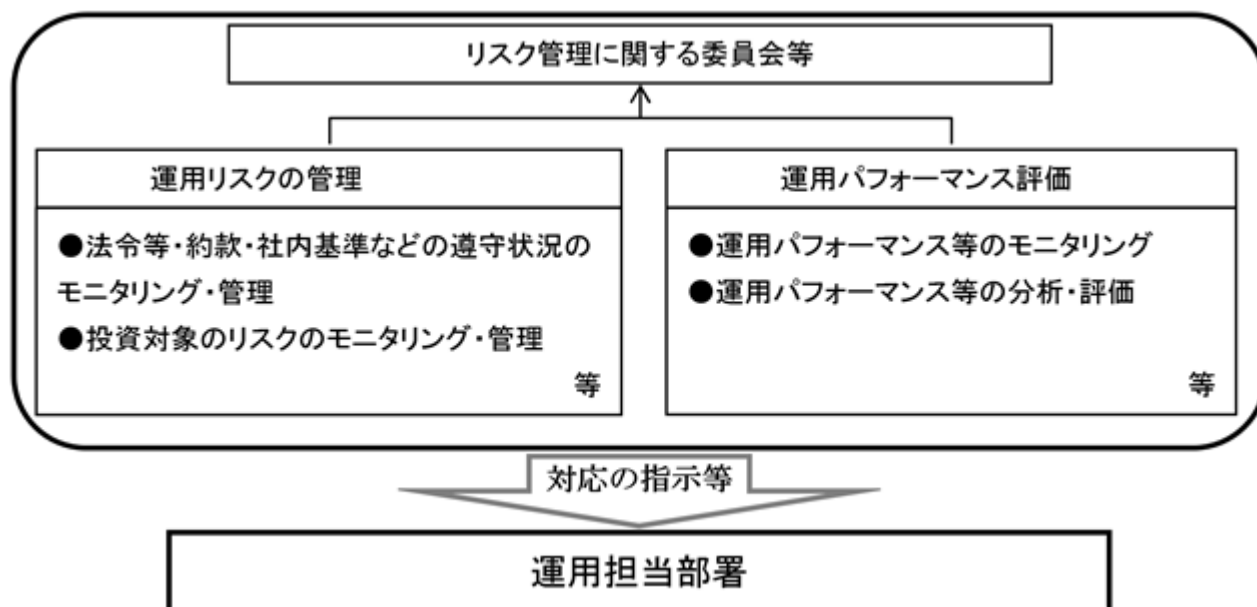 リスク管理に関する委員会等
運用リスクの管理
●法令等・約款・社内基準などの遵守状況の
モニタリング・管理
●投資対象のリスクのモニタリング・管理
等
運用パフォーマンス評価
●運用パフォーマンス等のモニタリング
●運用パフォーマンス等の分析・評価
等
対応の指示等
運用担当部署